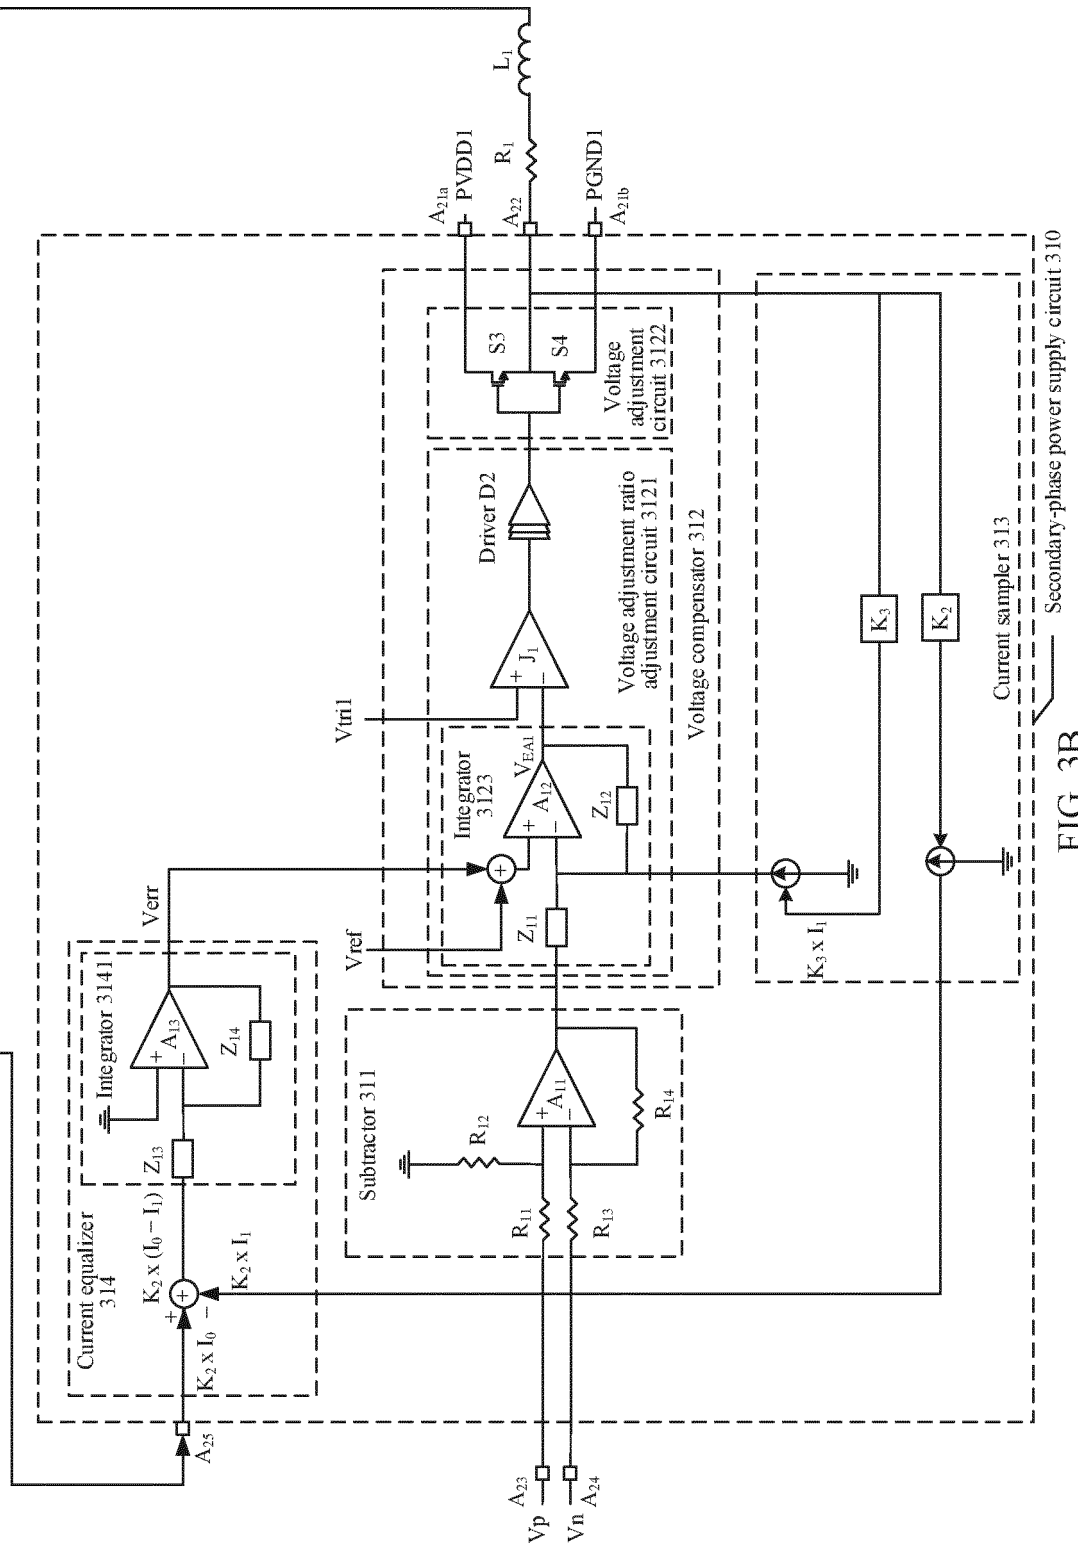 L₁
R₁
A₂₁ₐ
PVDD1
A₂₂
PGND1
A₂₁b
S3
S4
Voltage
adjustment
circuit 3122
Driver D2
Voltage adjustment ratio
adjustment circuit 3121
Voltage compensator 312
J₁
+
−
Vtri1
V_EA1
Integrator
3123
A₁₂
+
−
Z₁₂
+
Z₁₁
Vref
Verr
Integrator 3141
A₁₃
+
−
Z₁₄
Z₁₃
Current equalizer
314
K₂ x (I₀ − I₁)
+
+
−
K₂ x I₁
K₂ x I₀
A₂₅
Subtractor 311
A₁₁
+
−
R₁₂
R₁₄
R₁₁
R₁₃
A₂₃
Vp
Vn
A₂₄
K₃
K₂
Current sampler 313
K₃ x I₁
Secondary-phase power supply circuit 310
FIG. 3B